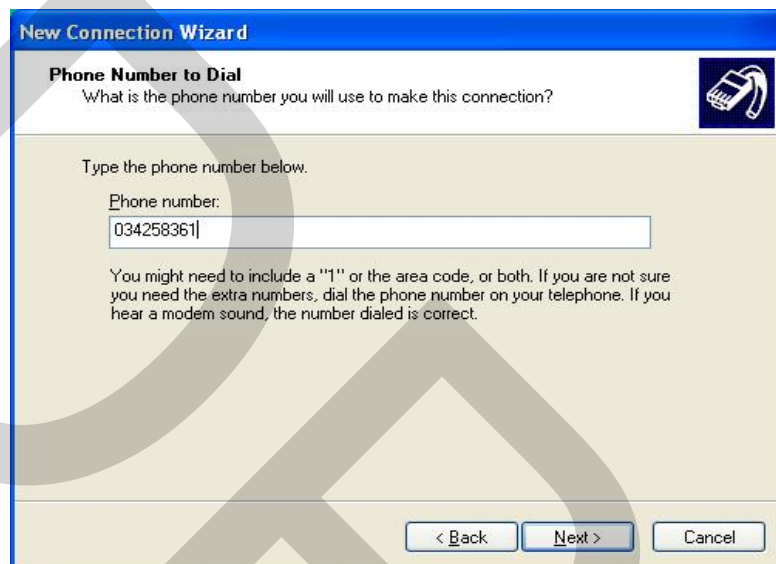 New Connection Wizard
Phone Number to Dial
What is the phone number you will use to make this connection?
Type the phone number below.
Phone number:
034258361
You might need to include a "1" or the area code, or both. If you are not sure
you need the extra numbers, dial the phone number on your telephone. If you
hear a modem sound, the number dialed is correct.
< Back
Next >
Cancel